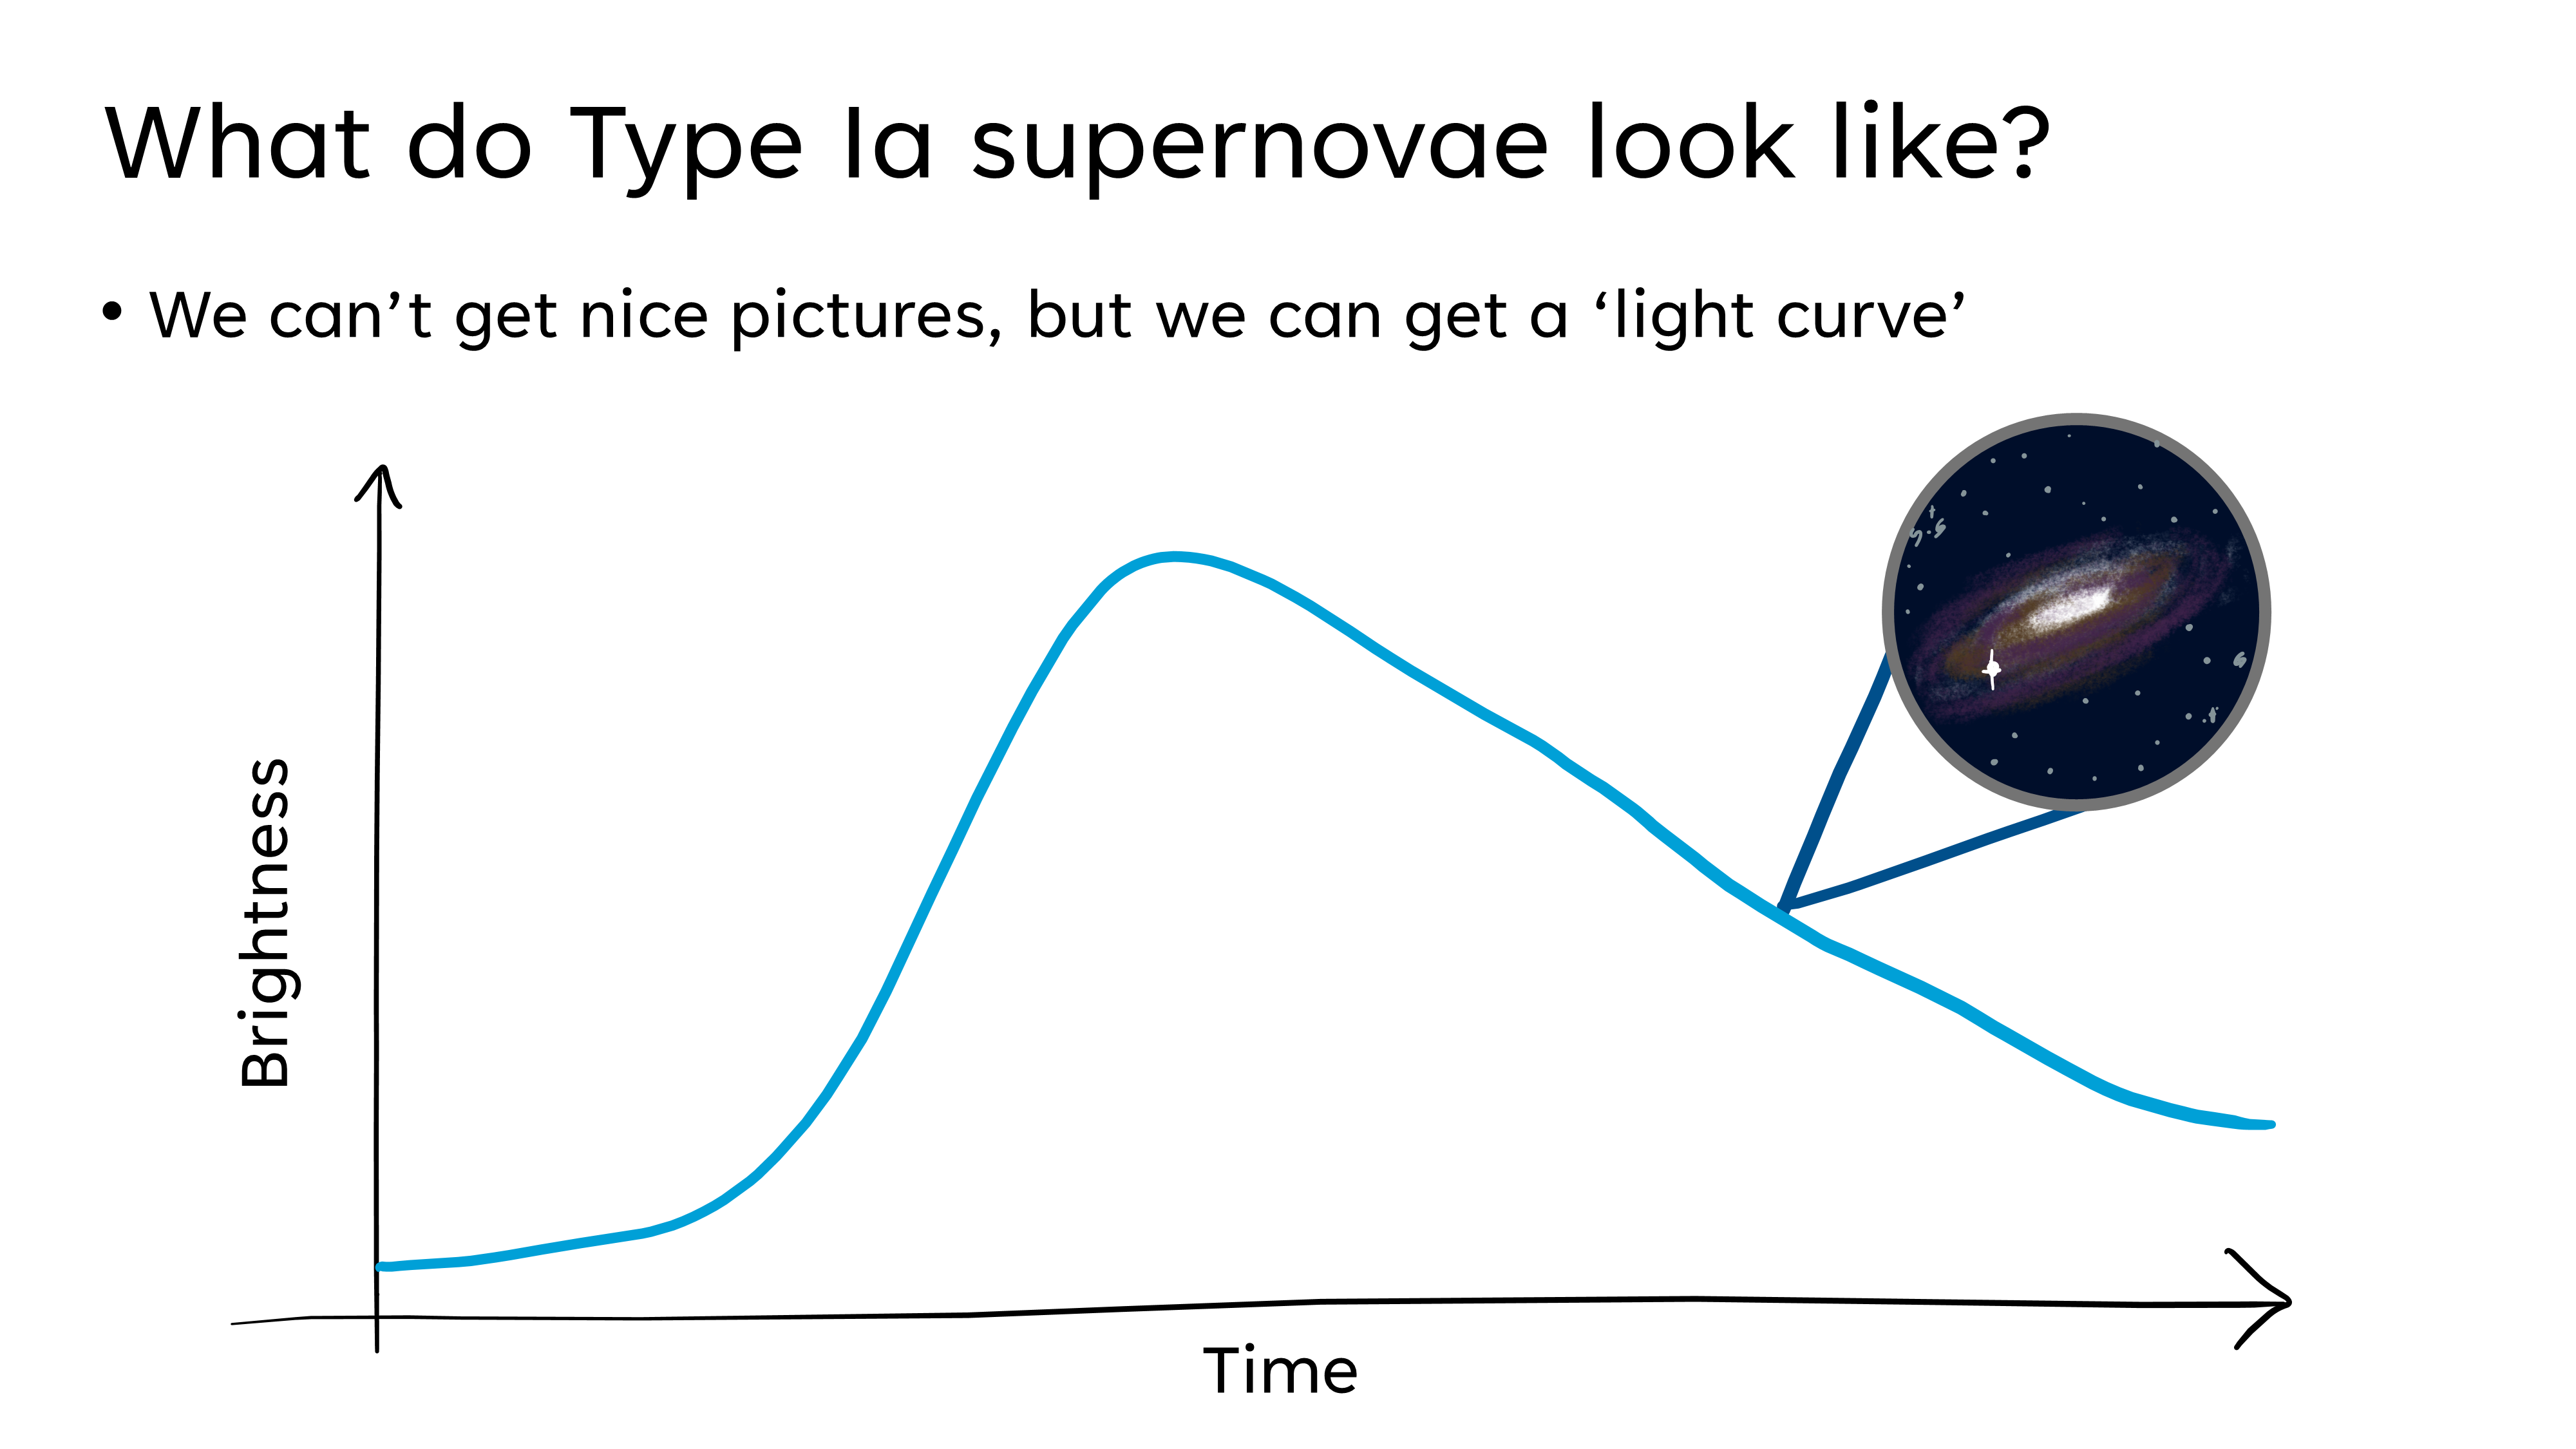 What do Type Ia supernovae look like?
• We can’t get nice pictures, but we can get a ‘light curve’
Brightness
Time